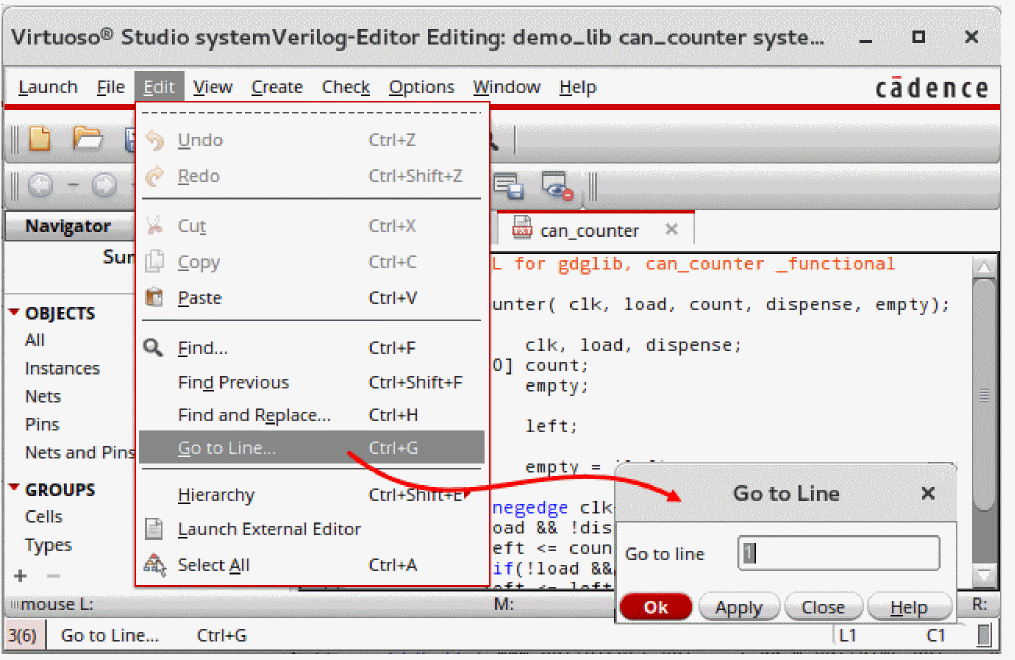 Virtuoso® Studio systemVerilog-Editor Editing: demo_lib can_counter syste...
Launch File Edit View Create Check Options Window Help
cādence
Undo Ctrl+Z
Redo Ctrl+Shift+Z
Cut Ctrl+X
Copy Ctrl+C
Paste Ctrl+V
Find... Ctrl+F
Find Previous Ctrl+Shift+F
Find and Replace... Ctrl+H
Go to Line... Ctrl+G
Hierarchy Ctrl+Shift+E
Launch External Editor
Select All Ctrl+A
Navigator
OBJECTS
All
Instances
Nets
Pins
Nets and Pins
GROUPS
Cells
Types
can_counter
L for gdglib, can_counter _functional
unter( clk, load, count, dispense, empty);
clk, load, dispense;
0] count;
empty;
left;
empty =
negedge clk
oad && !dis
eft <= coun
if(!load &&
Go to Line
Go to line 1
Ok Apply Close Help
mouse L: M: R:
3(6) Go to Line... Ctrl+G L1 C1